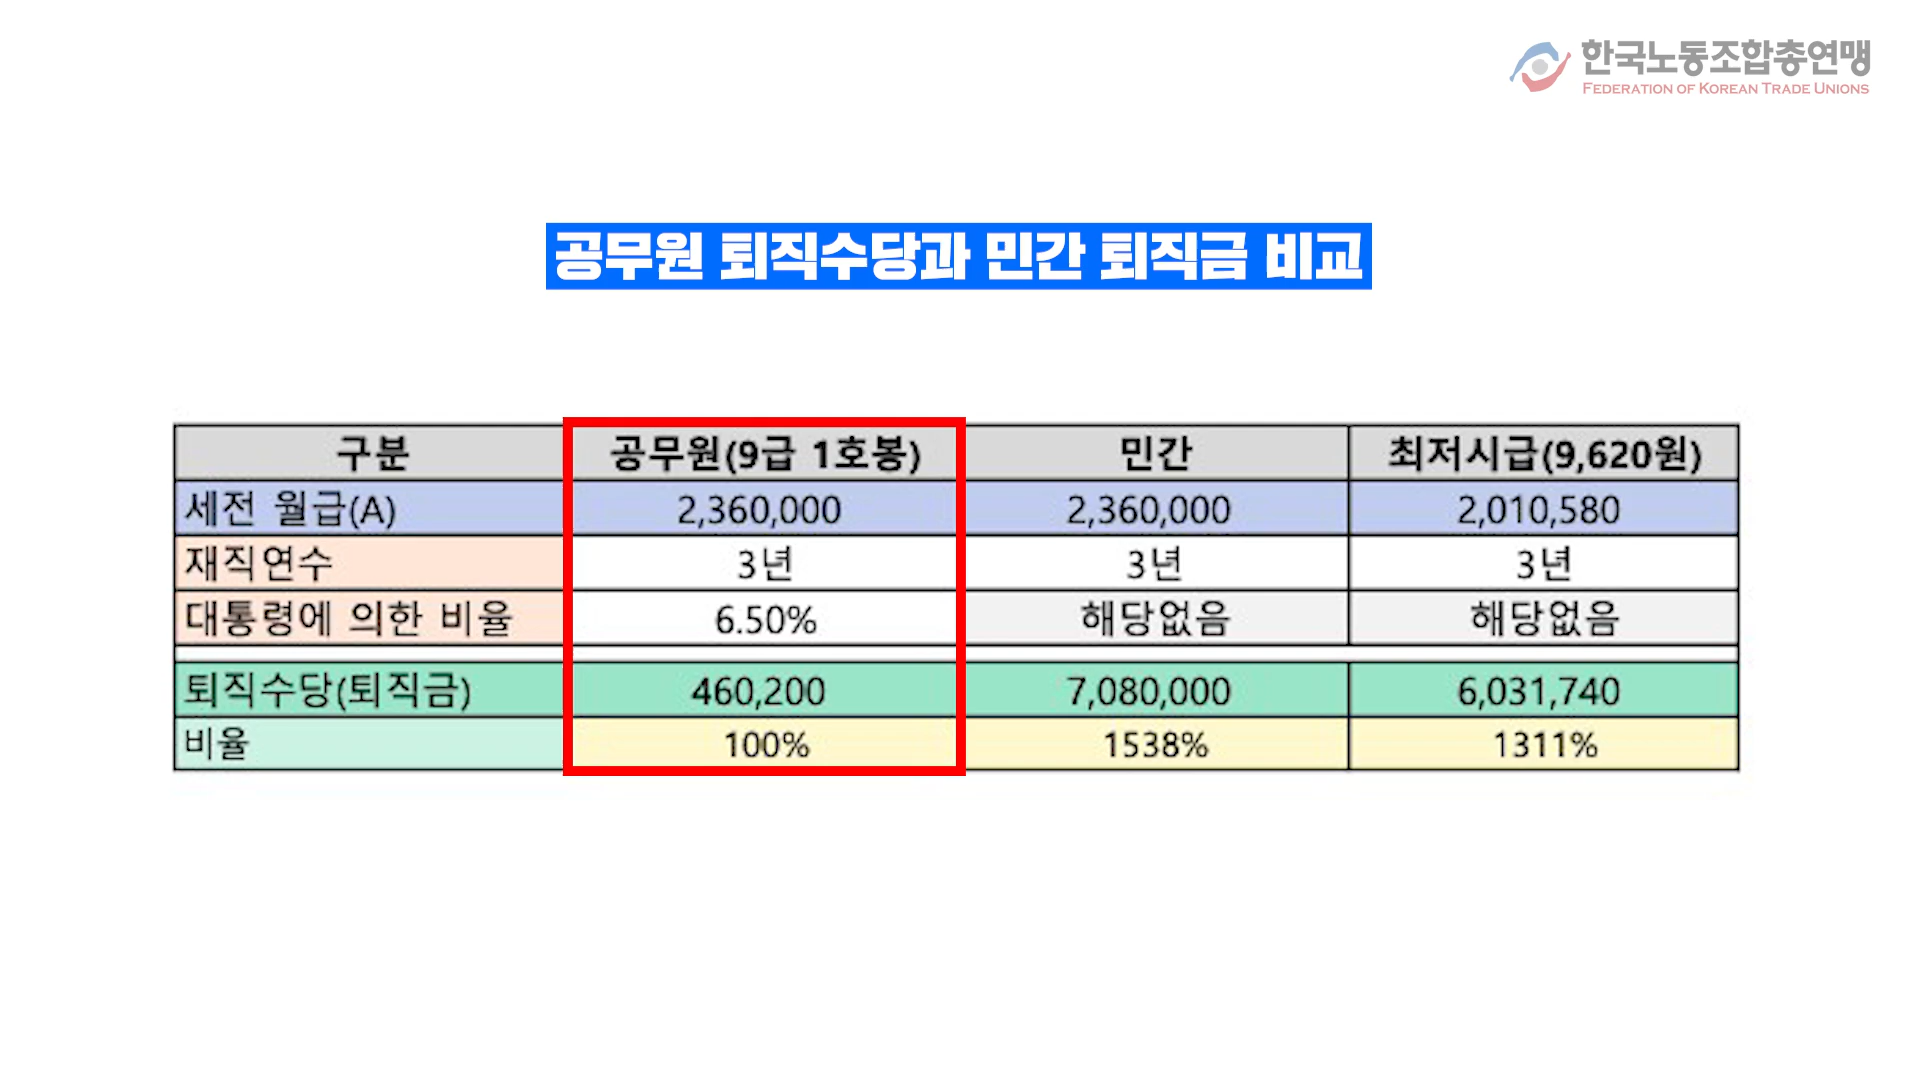 한국노동조합총연맹
FEDERATION OF KOREAN TRADE UNIONS
공무원 퇴직수당과 민간 퇴직금 비교
구분 공무원(9급 1호봉) 민간 최저시급(9,620원)
세전 월급(A) 2,360,000 2,360,000 2,010,580
재직연수 3년 3년 3년
대통령에 의한 비율 6.50% 해당없음 해당없음
퇴직수당(퇴직금) 460,200 7,080,000 6,031,740
비율 100% 1538% 1311%